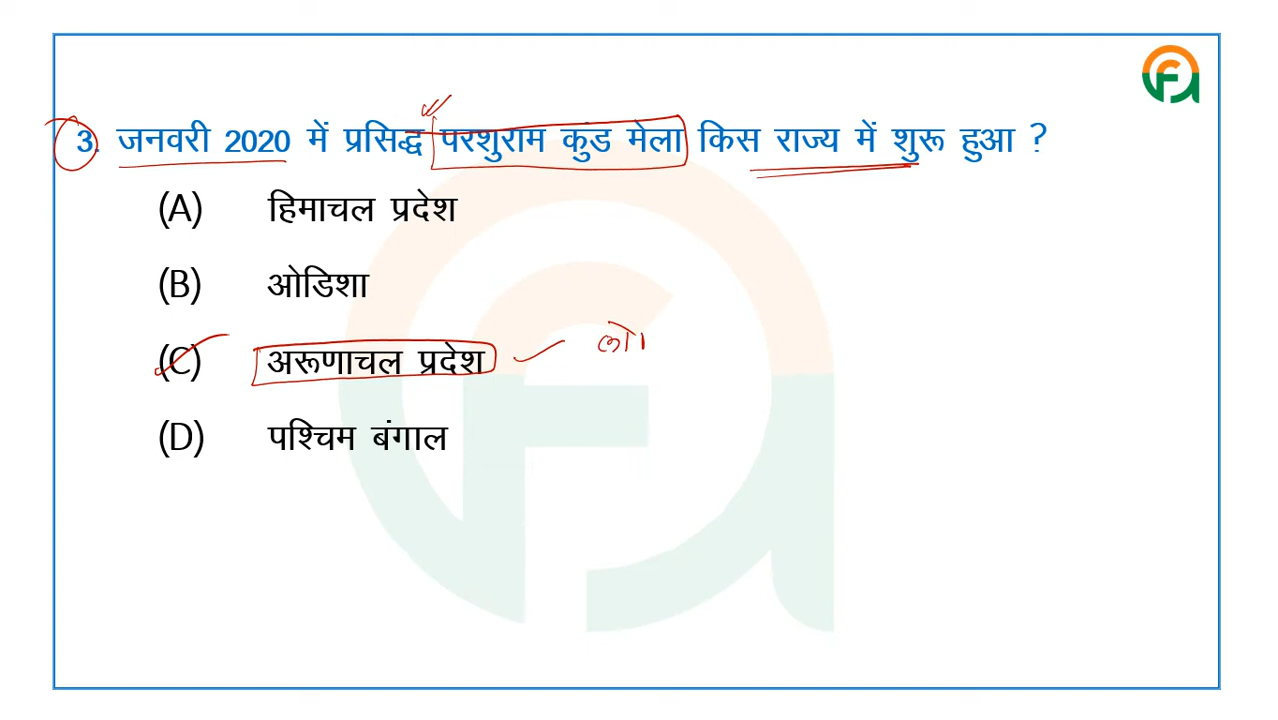 3. जनवरी 2020 में प्रसिद्ध परशुराम कुंड मेला किस राज्य में शुरू हुआ ?
(A) हिमाचल प्रदेश
(B) ओडिशा
(C) अरूणाचल प्रदेश
(D) पश्चिम बंगाल